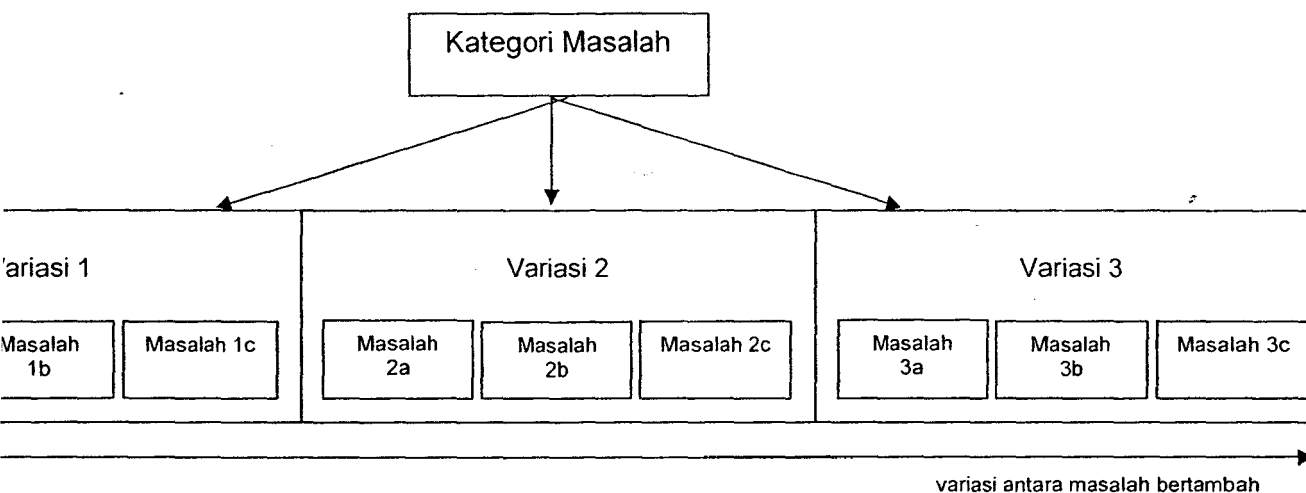 Kategori Masalah
ariasi 1
Variasi 2
Variasi 3
Masalah
1b
Masalah 1c
Masalah
2a
Masalah
2b
Masalah 2c
Masalah
3a
Masalah
3b
Masalah 3c
variasi antara masalah bertambah